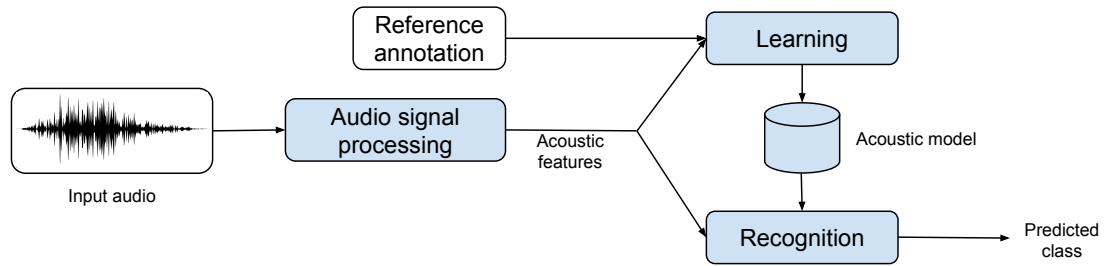 Reference
annotation
Learning
Audio signal
processing
Acoustic
features
Acoustic model
Input audio
Recognition
Predicted
class